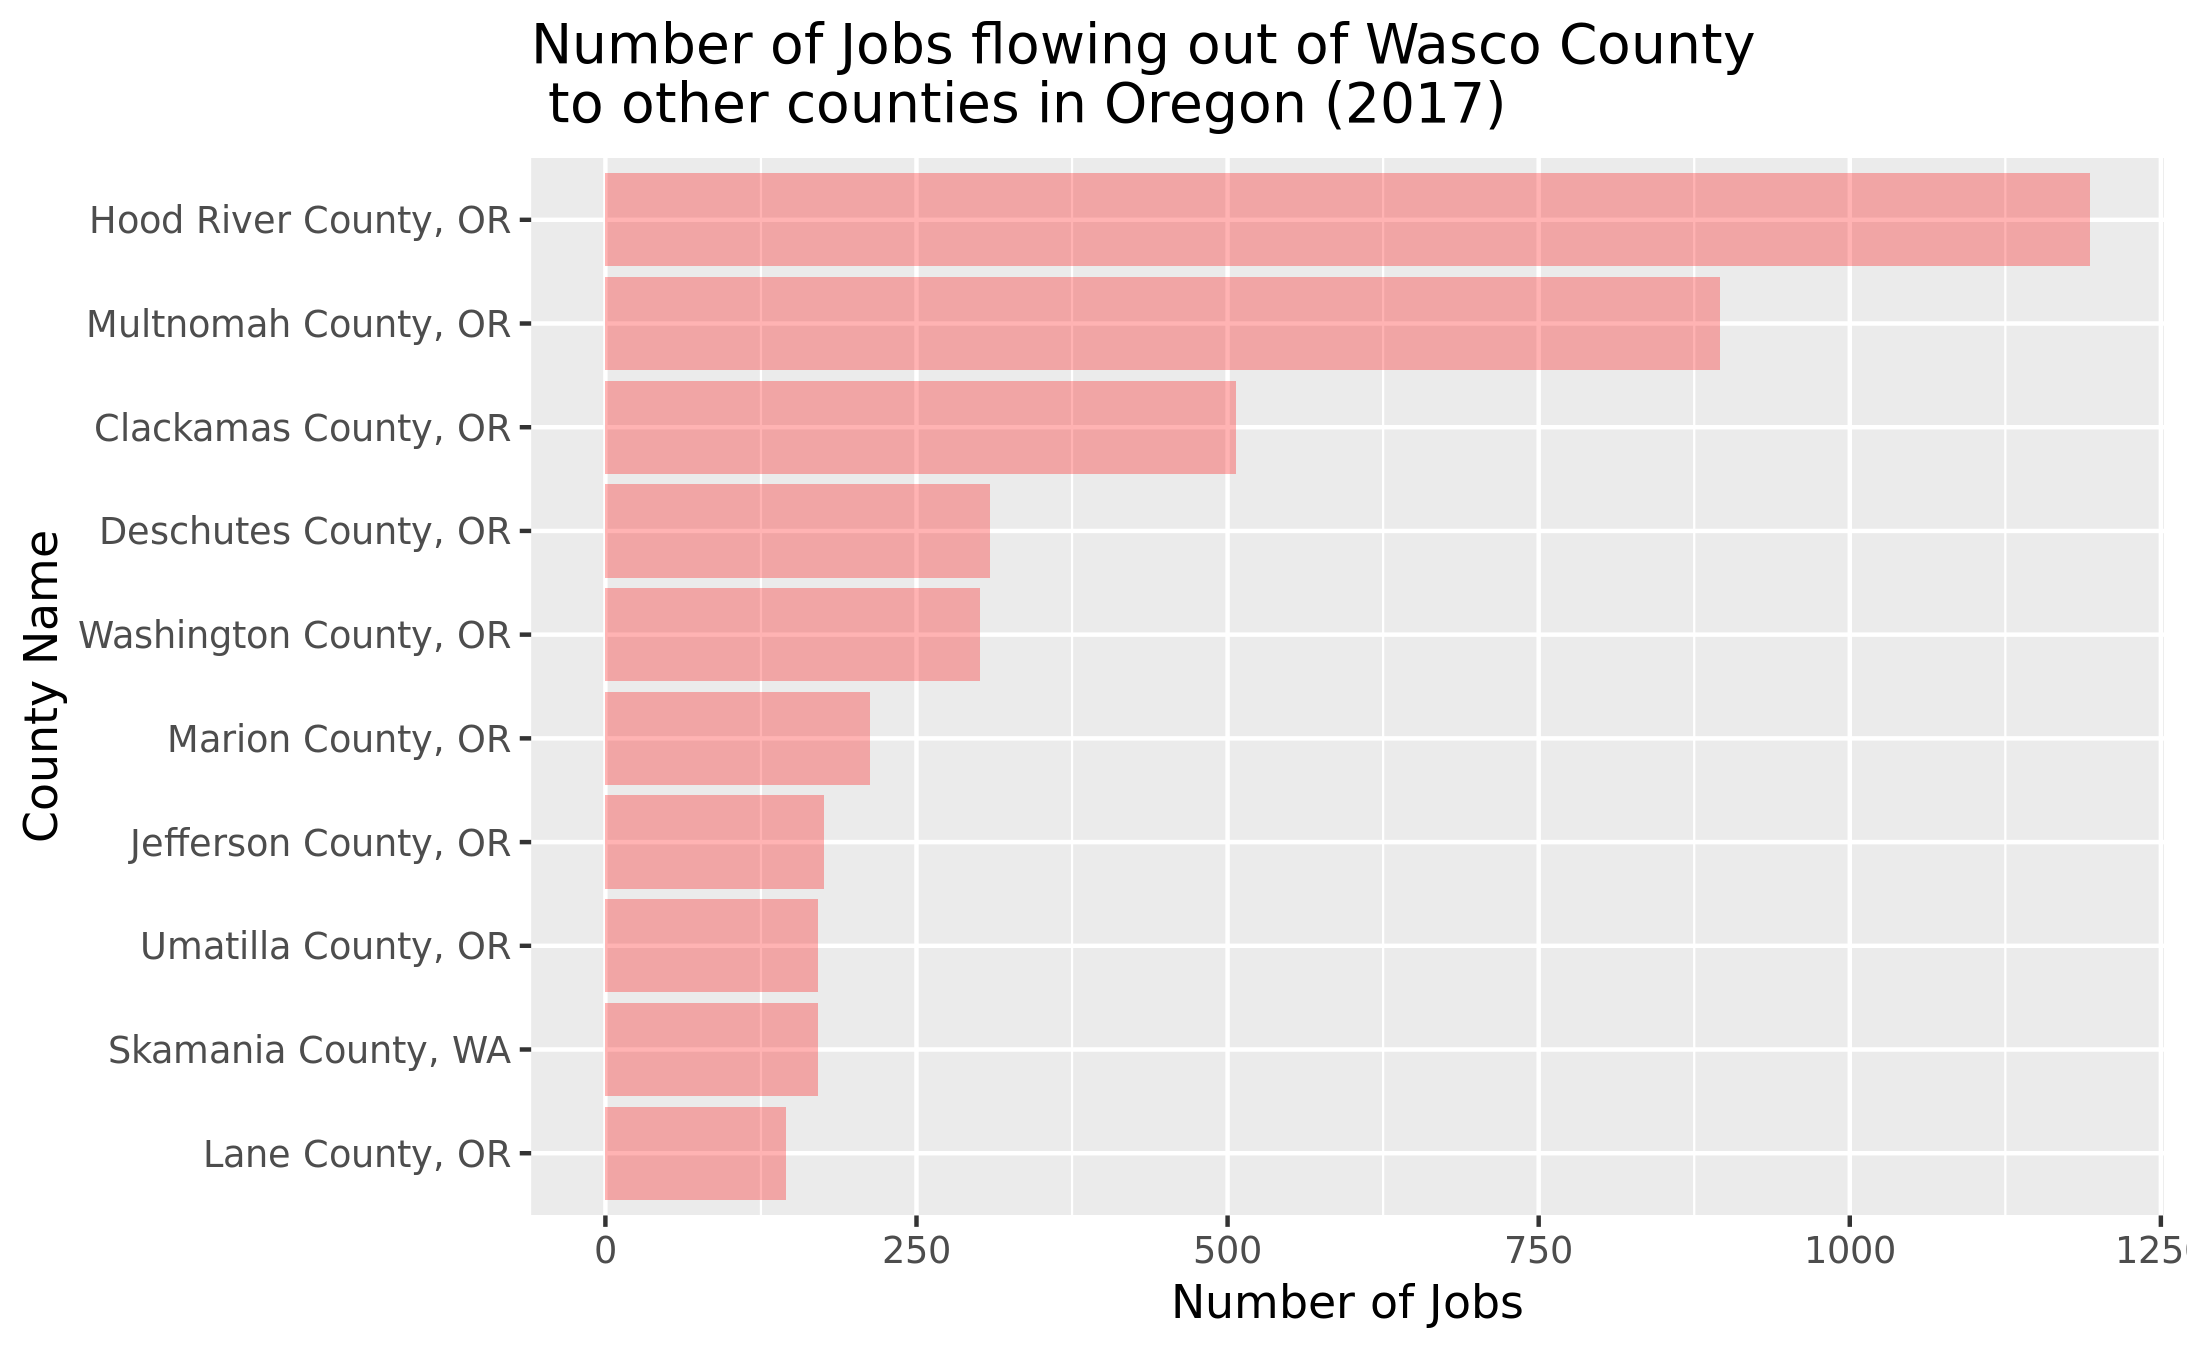 Number of Jobs flowing out of Wasco County
to other counties in Oregon (2017)
County Name
Hood River County, OR
Multnomah County, OR
Clackamas County, OR
Deschutes County, OR
Washington County, OR
Marion County, OR
Jefferson County, OR
Umatilla County, OR
Skamania County, WA
Lane County, OR
0 250 500 750 1000 125
Number of Jobs